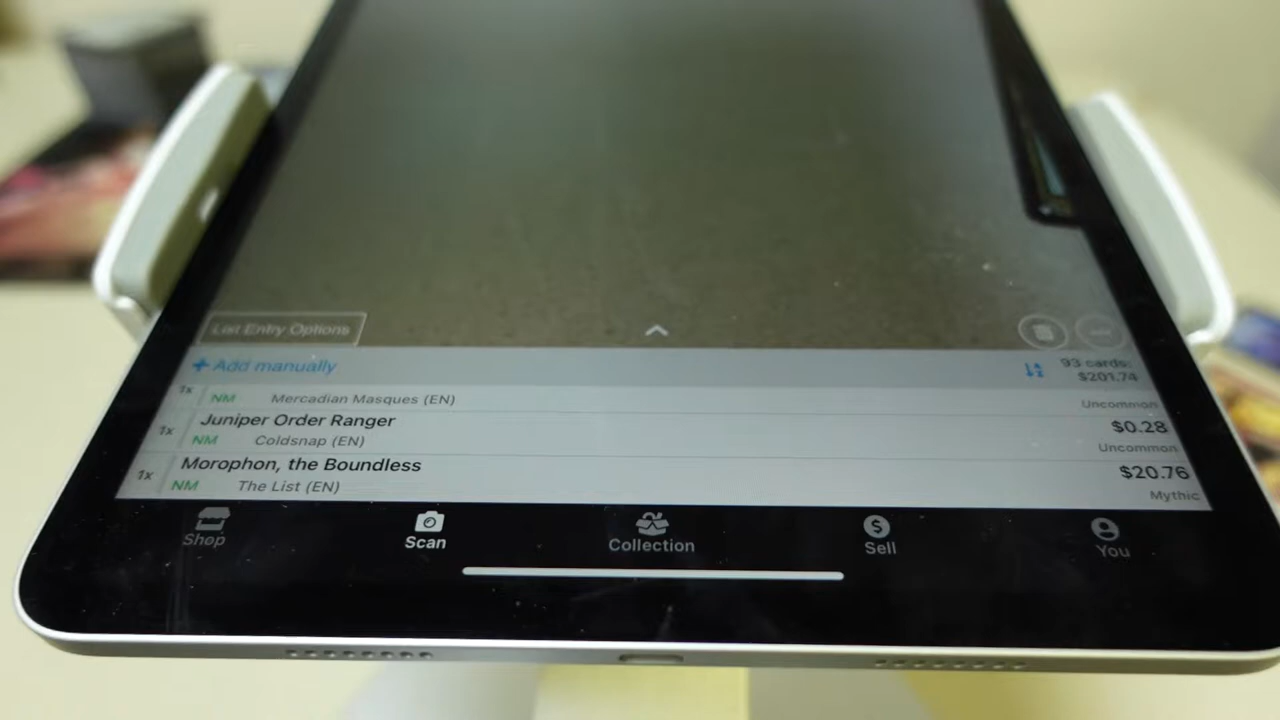 List Entry Options
+ Add manually
93 cards:
$201.74
1x
NM Mercadian Masques (EN)
Uncommon
1x
Juniper Order Ranger
$0.28
NM Coldsnap (EN)
Uncommon
1x
Morophon, the Boundless
$20.76
NM The List (EN)
Mythic
Shop
Scan
Collection
Sell
You